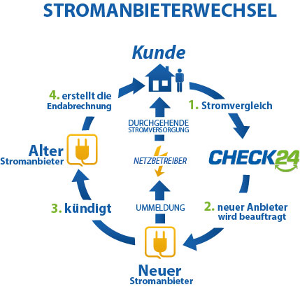 STROMANBIETERWECHSEL
Kunde
4. erstellt die
Endabrechnung
1. Stromvergleich
DURCHGEHENDE
STROMVERSORGUNG
Alter
Stromanbieter
NETZBETREIBER
CHECK24
3. kündigt
UMMELDUNG
2. neuer Anbieter
wird beauftragt
Neuer
Stromanbieter